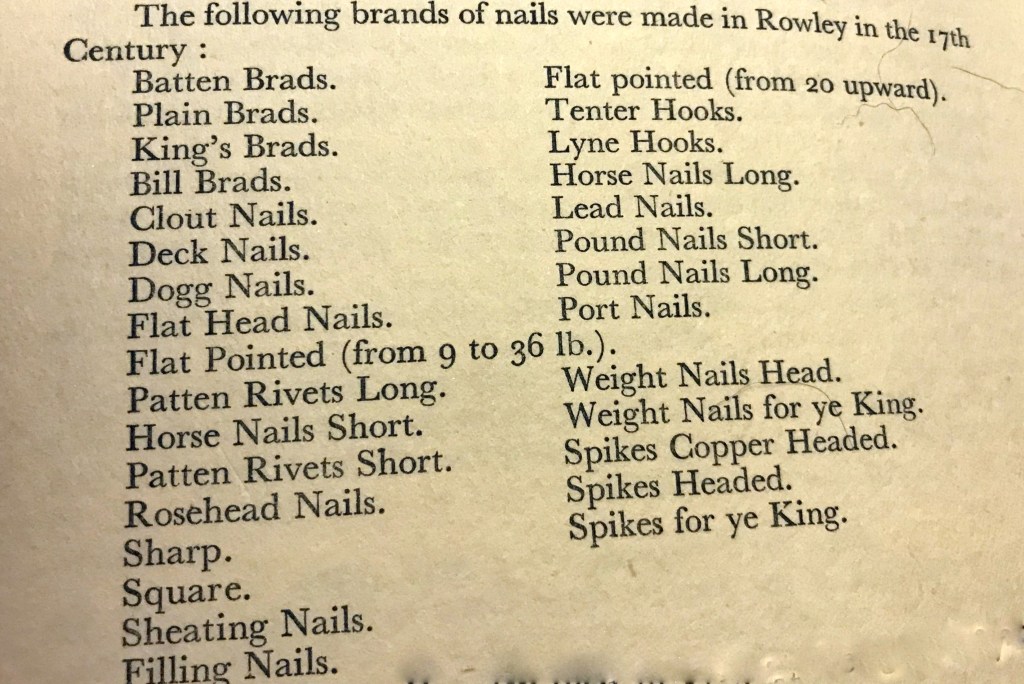 The following brands of nails were made in Rowley in the 17th
Century :
Batten Brads.
Plain Brads.
King's Brads.
Bill Brads.
Clout Nails.
Deck Nails.
Dogg Nails.
Flat Head Nails.
Flat Pointed (from 9 to 36 lb.).
Patten Rivets Long.
Horse Nails Short.
Patten Rivets Short.
Rosehead Nails.
Sharp.
Square.
Sheating Nails.
Filling Nails.
Flat pointed (from 20 upward).
Tenter Hooks.
Lyne Hooks.
Horse Nails Long.
Lead Nails.
Pound Nails Short.
Pound Nails Long.
Port Nails.
Weight Nails Head.
Weight Nails for ye King.
Spikes Copper Headed.
Spikes Headed.
Spikes for ye King.